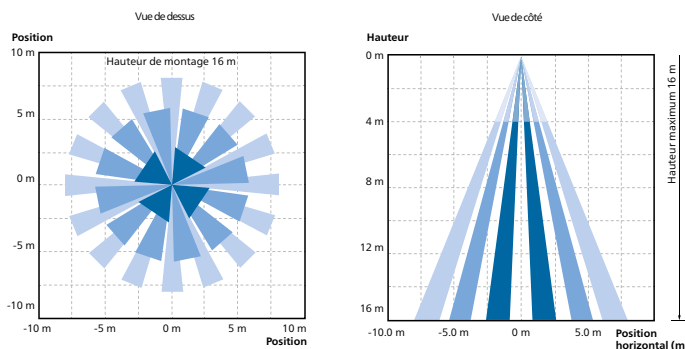 Vue de dessus
Position
10 m
Hauteur de montage 16 m
5 m
0 m
-5 m
-10 m
-10 m -5 m 0 m 5 m 10 m
Position
Vue de côté
Hauteur
0 m
4 m
8 m
12 m
16 m
-10.0 m -5.0 m 0 m 5.0 m Position
horizontal (m
Hauteur maximum 16 m